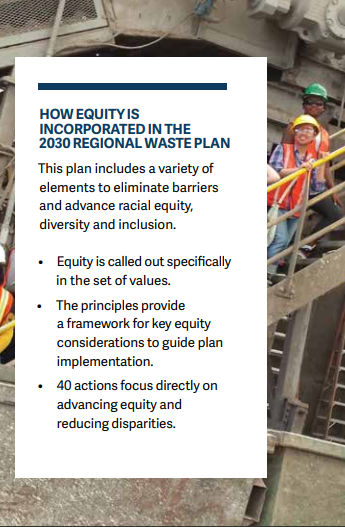 HOW EQUITY IS
INCORPORATED IN THE
2030 REGIONAL WASTE PLAN
This plan includes a variety of
elements to eliminate barriers
and advance racial equity,
diversity and inclusion.
• Equity is called out specifically
in the set of values.
• The principles provide
a framework for key equity
considerations to guide plan
implementation.
• 40 actions focus directly on
advancing equity and
reducing disparities.